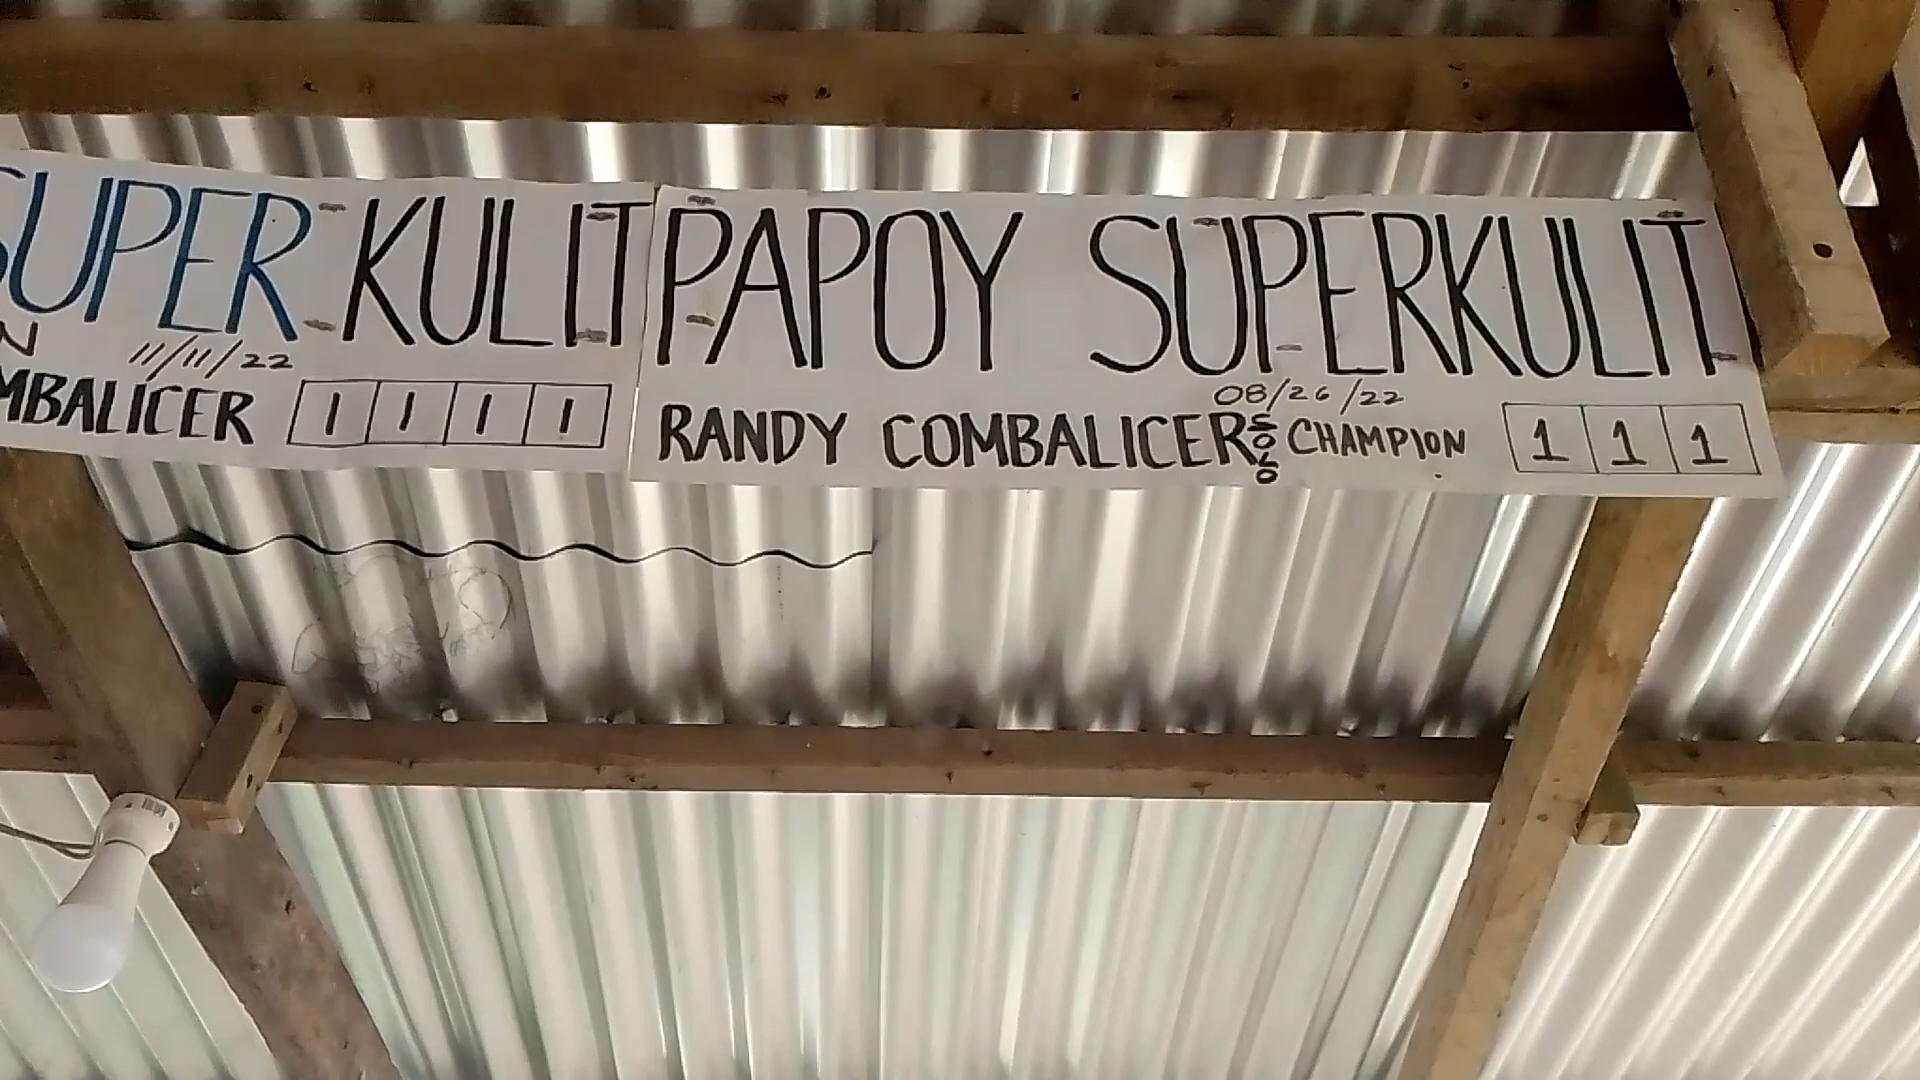 SUPER KULIT
N
11/11/22
MBALICER 1 1 1 1
PAPOY SUPERKULIT
08/26/22
RANDY COMBALICER SOLO CHAMPION 1 1 1